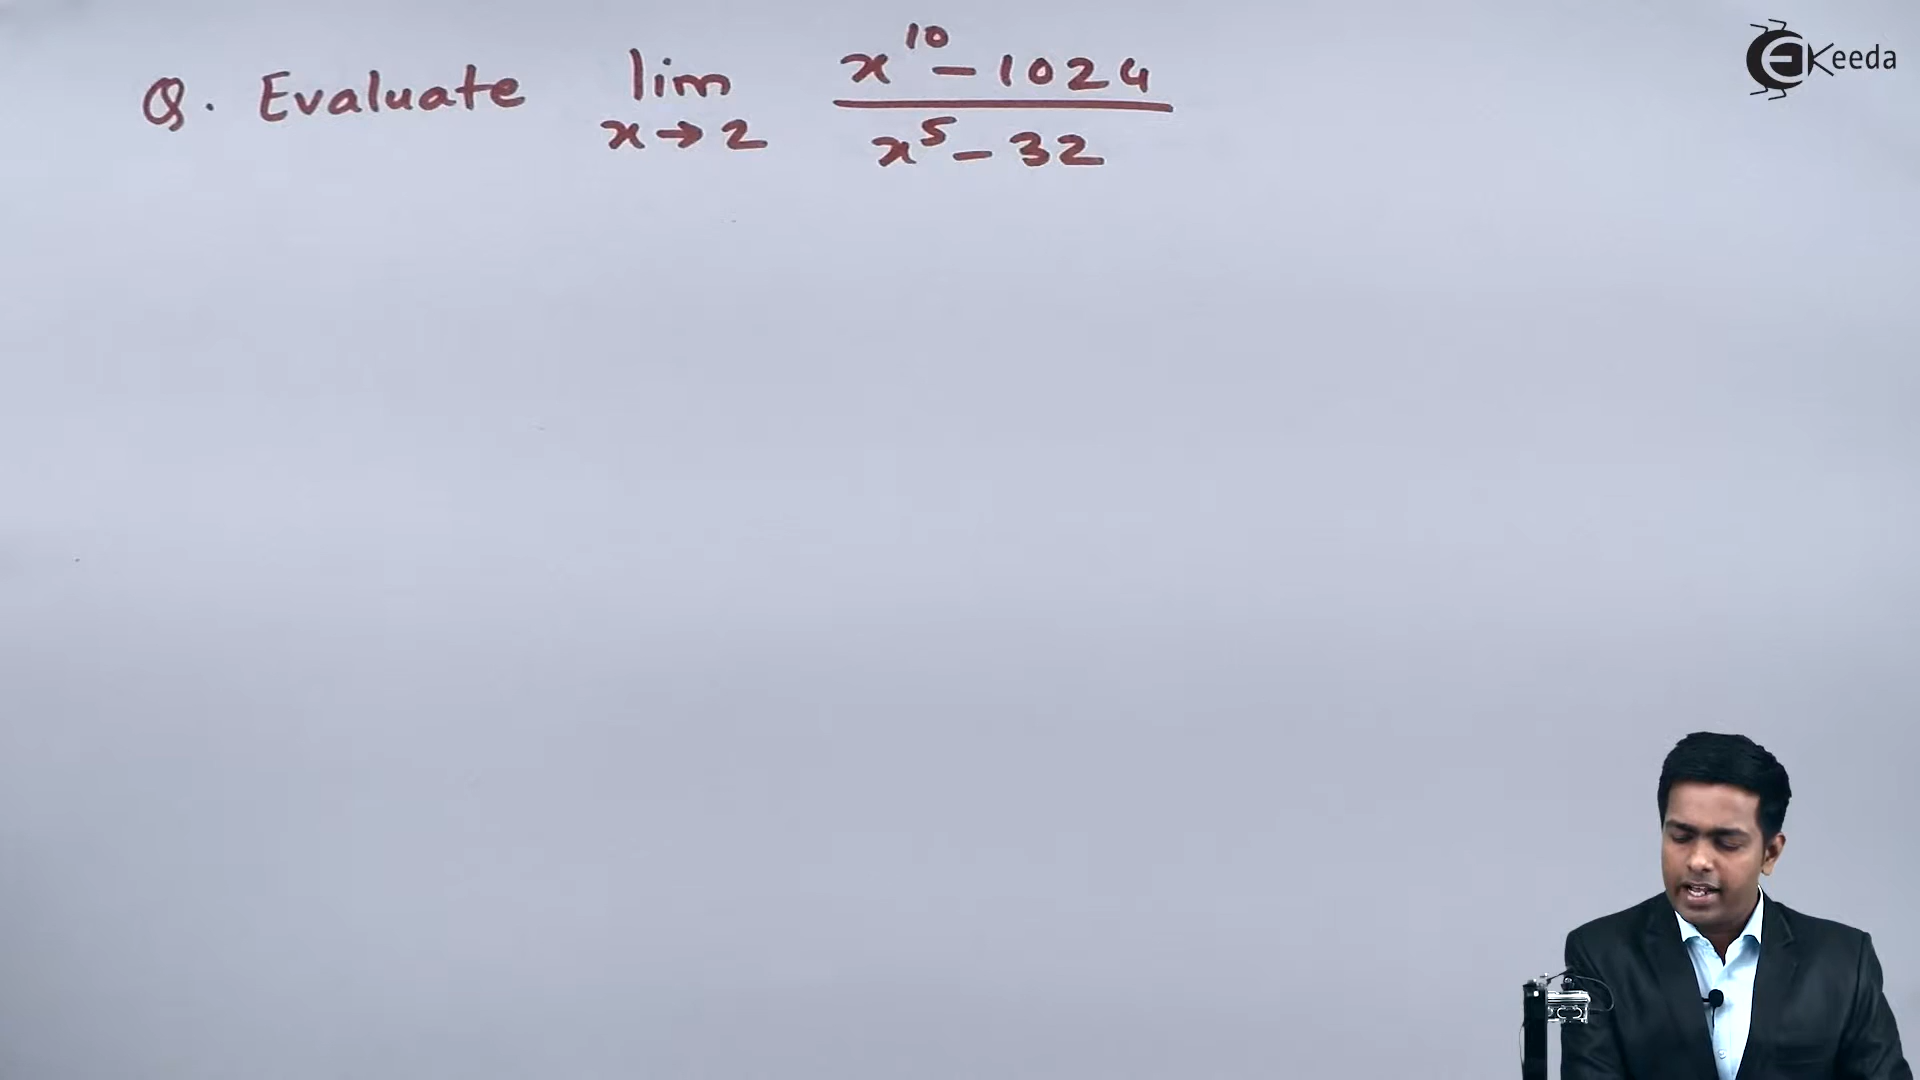 Q. Evaluate lim x→2 x^10 - 1024 / x^5 - 32
EKeeda